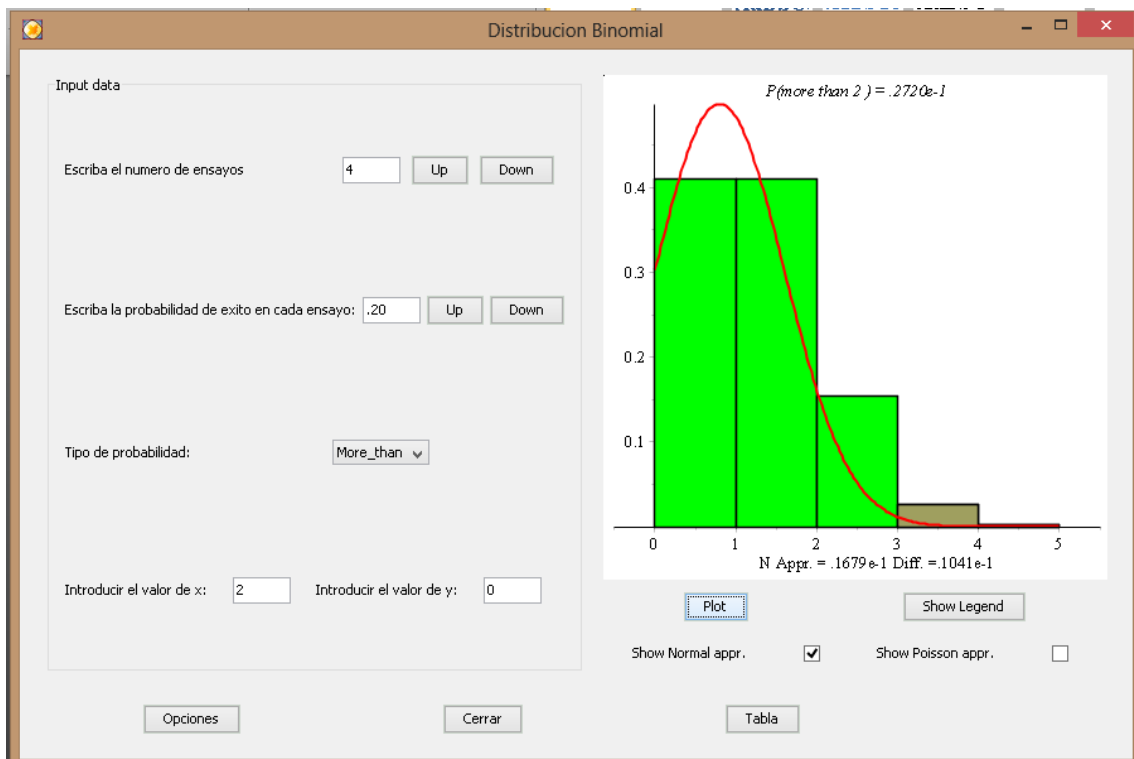 Distribucion Binomial
Input data
Escriba el numero de ensayos 4 Up Down
Escriba la probabilidad de exito en cada ensayo: .20 Up Down
Tipo de probabilidad: More_than
Introducir el valor de x: 2 Introducir el valor de y: 0
P(more than 2 ) = .2720e-1
0.4
0.3
0.2
0.1
0 1 2 3 4 5
N Appr. = .1679e-1 Diff. =.1041e-1
Plot Show Legend
Show Normal appr. Show Poisson appr.
Opciones Cerrar Tabla